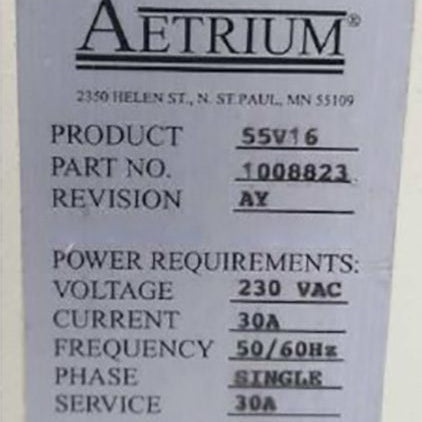 AETRIUM®
2350 HELEN ST., N. ST.PAUL, MN 55109
PRODUCT 55V16
PART NO. 1008823
REVISION AY
POWER REQUIREMENTS:
VOLTAGE 230 VAC
CURRENT 30A
FREQUENCY 50/60Hz
PHASE SINGLE
SERVICE 30A